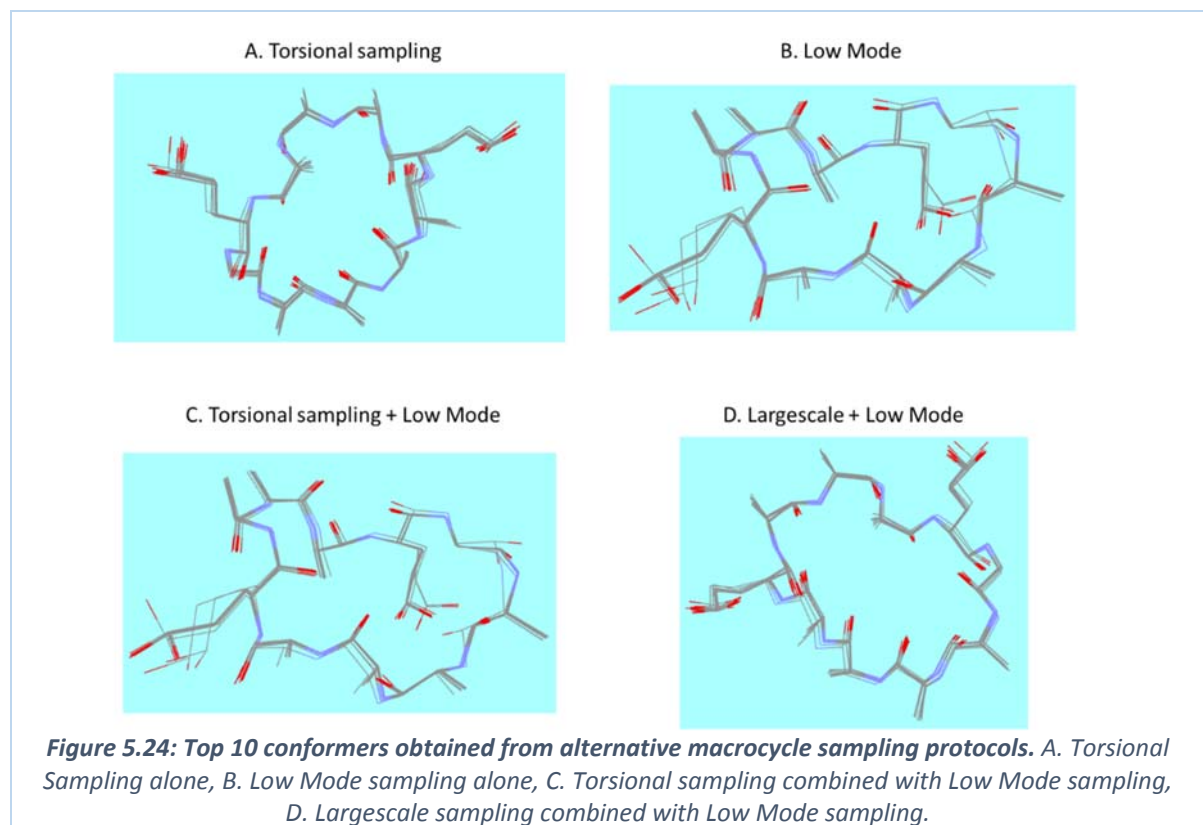 A. Torsional sampling
B. Low Mode
C. Torsional sampling + Low Mode
D. Largescale + Low Mode
Figure 5.24: Top 10 conformers obtained from alternative macrocycle sampling protocols. A. Torsional
Sampling alone, B. Low Mode sampling alone, C. Torsional sampling combined with Low Mode sampling,
D. Largescale sampling combined with Low Mode sampling.